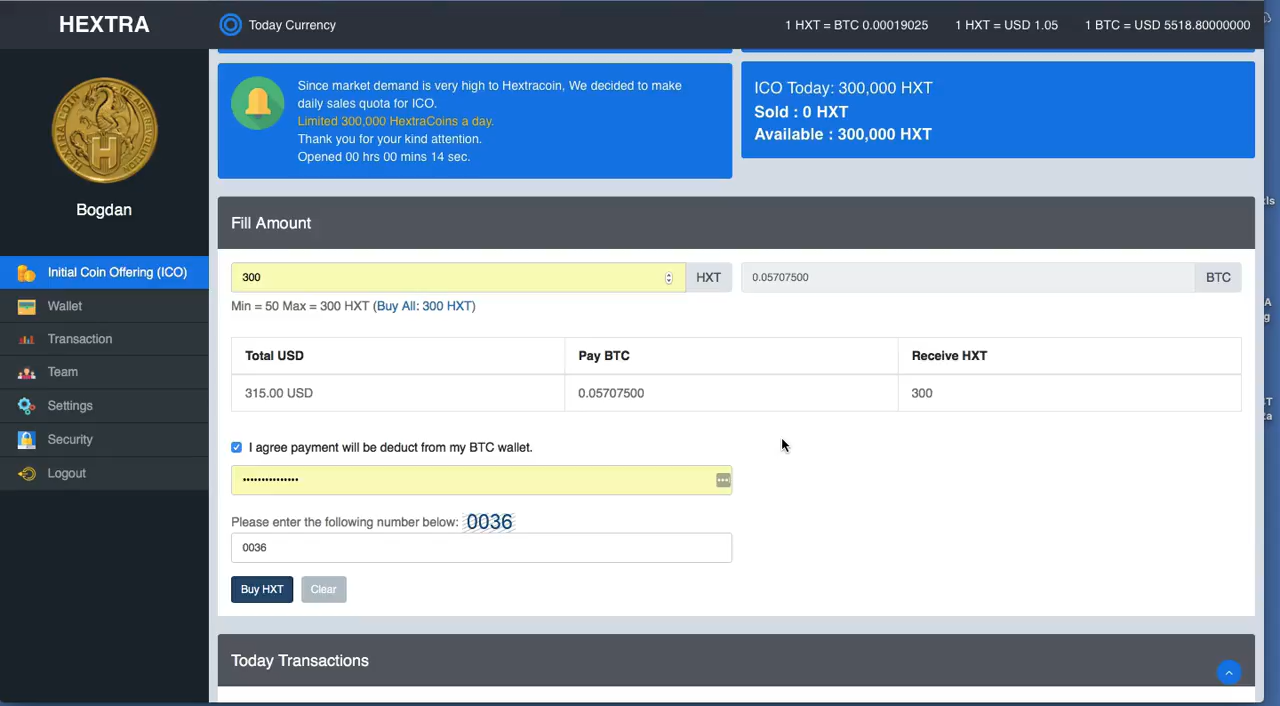 HEXTRA
Today Currency
1 HXT = BTC 0.00019025
1 HXT = USD 1.05
1 BTC = USD 5518.80000000
HEXTRA COIN
WE ARE REVOLUTION
H
Bogdan
Initial Coin Offering (ICO)
Wallet
Transaction
Team
Settings
Security
Logout
Since market demand is very high to Hextracoin, We decided to make
daily sales quota for ICO.
Limited 300,000 HextraCoins a day.
Thank you for your kind attention.
Opened 00 hrs 00 mins 14 sec.
ICO Today: 300,000 HXT
Sold : 0 HXT
Available : 300,000 HXT
Fill Amount
300 HXT
0.05707500 BTC
Min = 50 Max = 300 HXT (Buy All: 300 HXT)
Total USD Pay BTC Receive HXT
315.00 USD 0.05707500 300
I agree payment will be deduct from my BTC wallet.
•••••••••••••••
Please enter the following number below: 0036
0036
Buy HXT Clear
Today Transactions